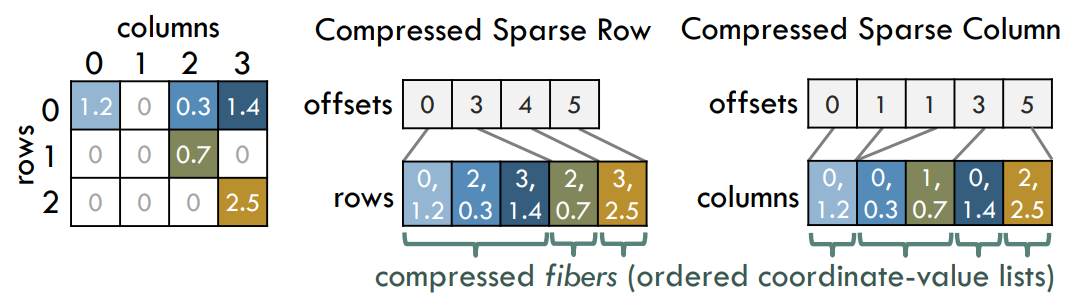 columns
0 1 2 3
rows
0 1.2 0 0.3 1.4
1 0 0 0.7 0
2 0 0 0 2.5
Compressed Sparse Row
offsets 0 3 4 5
rows 0, 1.2 2, 0.3 3, 1.4 2, 0.7 3, 2.5
Compressed Sparse Column
offsets 0 1 1 3 5
columns 0, 1.2 0, 0.3 1, 0.7 0, 1.4 2, 2.5
compressed fibers (ordered coordinate-value lists)